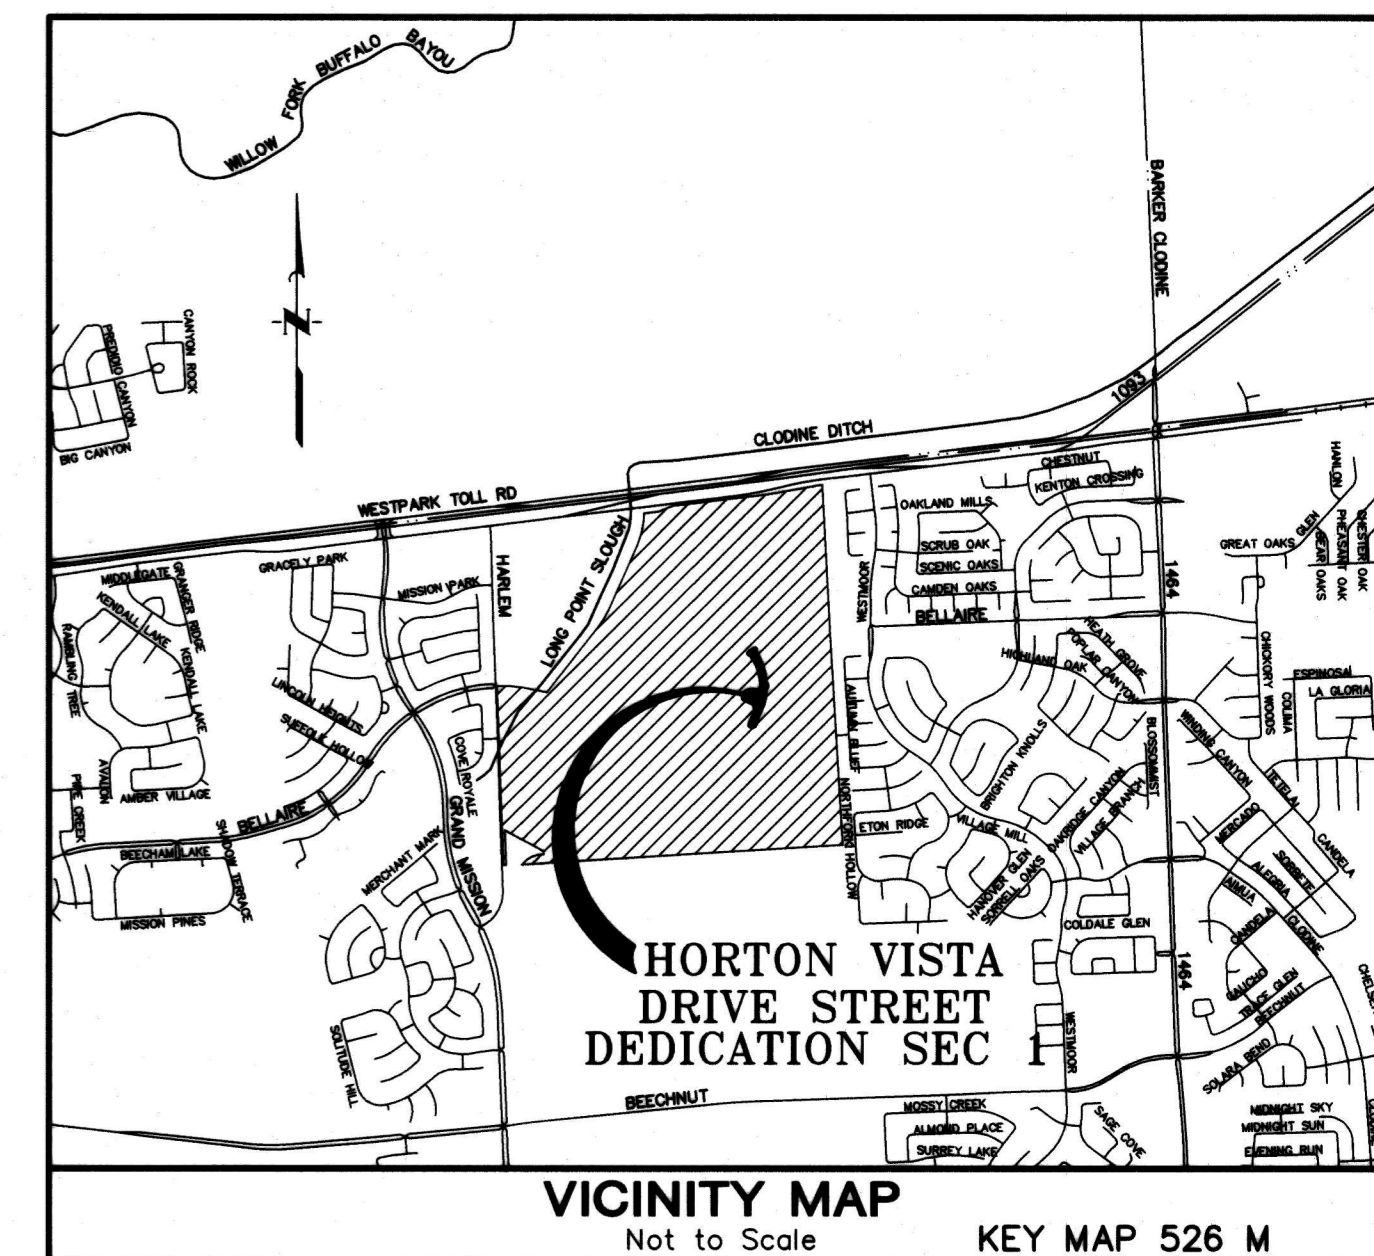 WILLOW FORK BUFFALO BAYOU
BARKER CLODINE
CANYON ROCK
PREDIDIO CANYON
BIG CANYON
N
1093
CLODINE DITCH
WESTPARK TOLL RD
CHESTNUT
KENTON CROSSING
OAKLAND MILLS
SCRUB OAK
SCENIC OAKS
CAMDEN OAKS
BELLAIRE
WESTMOOR
1464
HANLON
GREAT OAKS GLEN
BEAR OAKS
PHEASANT OAK
CHESTER OAK
MIDDLEGATE
GRANGER RIDGE
GRACELY PARK
MISSION PARK
HARLEM
LONG POINT SLOUGH
KENDALL LAKE
KENDALL LAKE
RAMBLING TREE
LINCOLN HEIGHTS
SUFFOLK HOLLOW
HIGHLAND OAK
HEATH GROVE
POPLAR CANYON
CHICKORY WOODS
ESPINOSA
LA GLORIA
COLIMA
AUTUMN BLUFF
NORTHFORK HOLLOW
BRIGHTON KNOLLS
BLOSSOMMIST
WINDING CANYON
TETELA
AVALON
AMBER VILLAGE
PIPE CREEK
BELLAIRE
COVE ROYALE
GRAND MISSION
ETON RIDGE
VILLAGE MILL
OAKRIDGE CANYON
VILLAGE BRANCH
MERCADO
CANDELA
SORBETE
ALEGRIA
BEECHAM LAKE
SHADOW TERRACE
MERCHANT MARK
MISSION PINES
HANOVER GLEN
SORRELL OAKS
COLDALE GLEN
CANDELA
CLODINE
HORTON VISTA
DRIVE STREET
DEDICATION SEC 1
1464
GAUCHO
TRACE GLEN
BEECHNUT
SOLITUDE HILL
WESTMOOR
SOLARA BEND
BEECHNUT
MOSSY CREEK
ALMOND PLACE
SURREY LAKE
SAGE COVE
MIDNIGHT SKY
MIDNIGHT SUN
EVENING RUN
VICINITY MAP
Not to Scale
KEY MAP 526 M